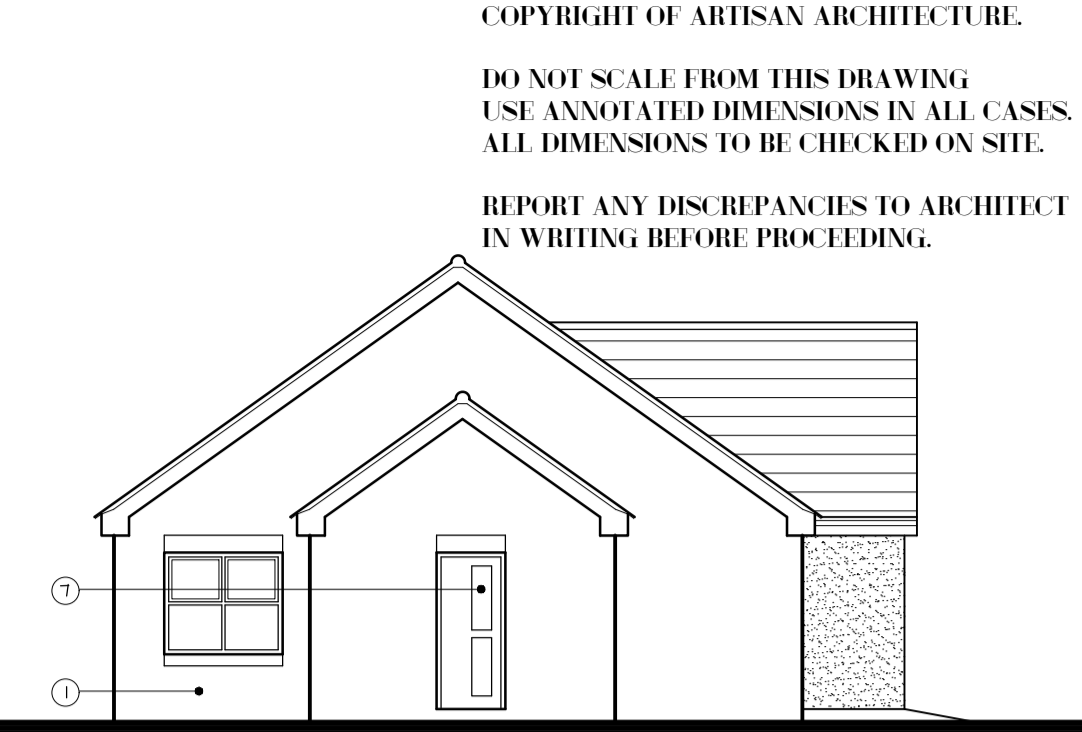 COPYRIGHT OF ARTISAN ARCHITECTURE.
DO NOT SCALE FROM THIS DRAWING
USE ANNOTATED DIMENSIONS IN ALL CASES.
ALL DIMENSIONS TO BE CHECKED ON SITE.
REPORT ANY DISCREPANCIES TO ARCHITECT
IN WRITING BEFORE PROCEEDING.
7
1